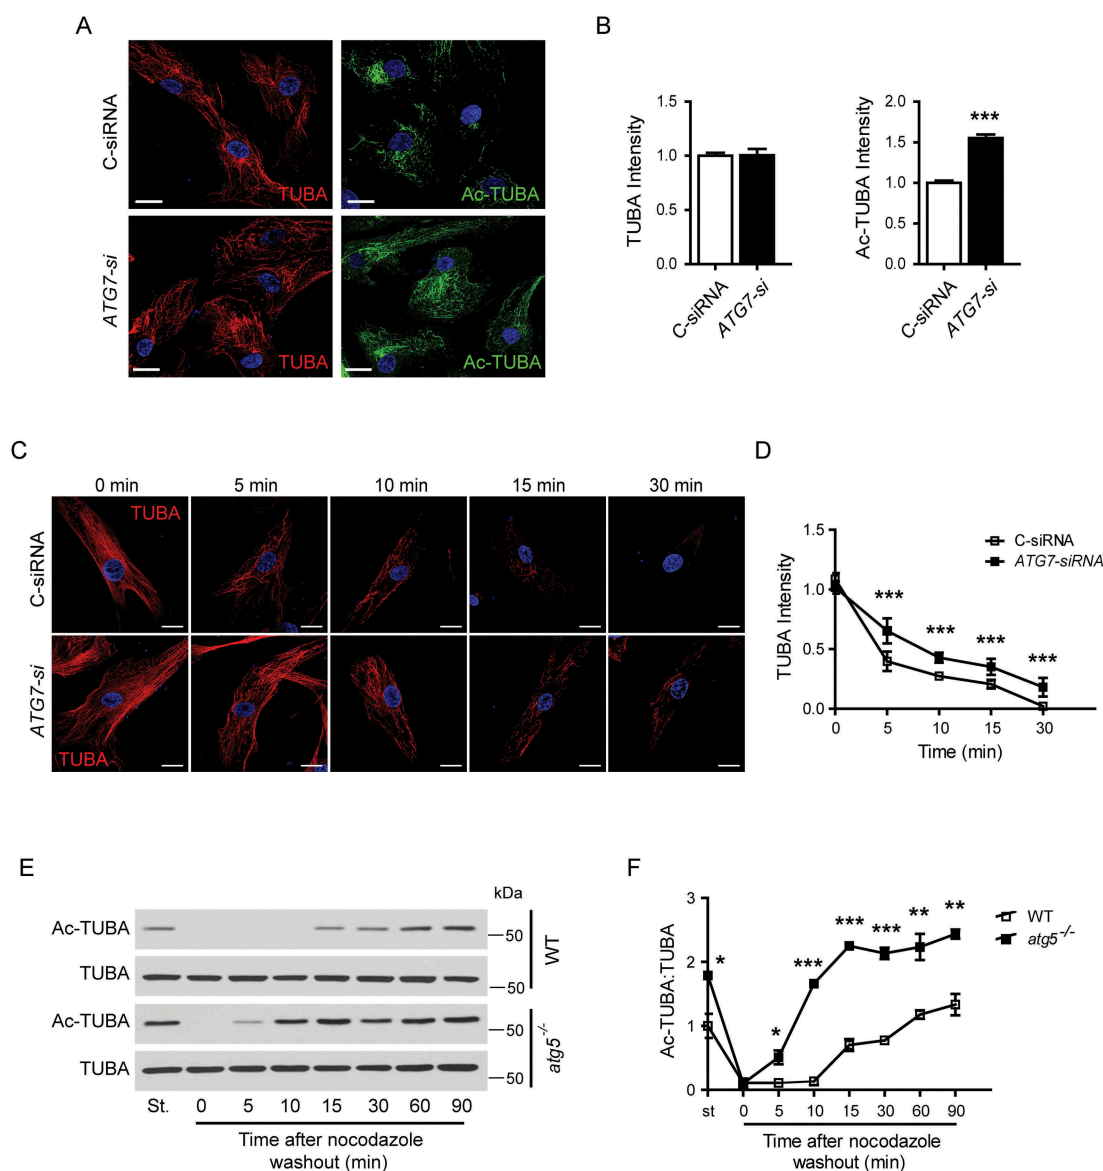 A
C-siRNA
TUBA
Ac-TUBA
ATG7-si
TUBA
Ac-TUBA
B
TUBA Intensity
1.5
1.0
0.5
0.0
C-siRNA
ATG7-si
Ac-TUBA Intensity
2.0
1.5
1.0
0.5
0.0
***
C-siRNA
ATG7-si
C
0 min
5 min
10 min
15 min
30 min
C-siRNA
TUBA
ATG7-si
TUBA
D
TUBA Intensity
1.5
1.0
0.5
0.0
C-siRNA
ATG7-siRNA
***
***
***
***
0
5
10
15
30
Time (min)
E
kDa
Ac-TUBA
50
TUBA
50
WT
Ac-TUBA
50
TUBA
50
atg5-/-
St.
0
5
10
15
30
60
90
Time after nocodazole
washout (min)
F
Ac-TUBA:TUBA
3
2
1
0
*
*
***
***
***
**
**
WT
atg5-/-
st
0
5
10
15
30
60
90
Time after nocodazole
washout (min)